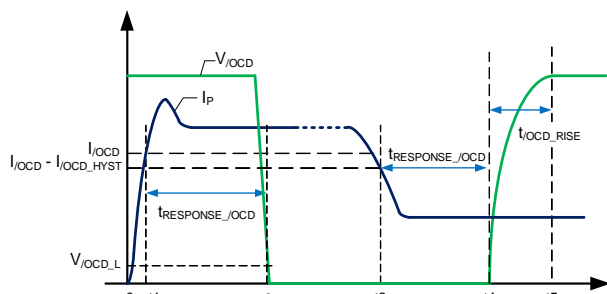 V/OCD
IP
I/OCD
I/OCD - I/OCD_HYST
tRESPONSE_/OCD
tRESPONSE_/OCD
t/OCD_RISE
V/OCD_L